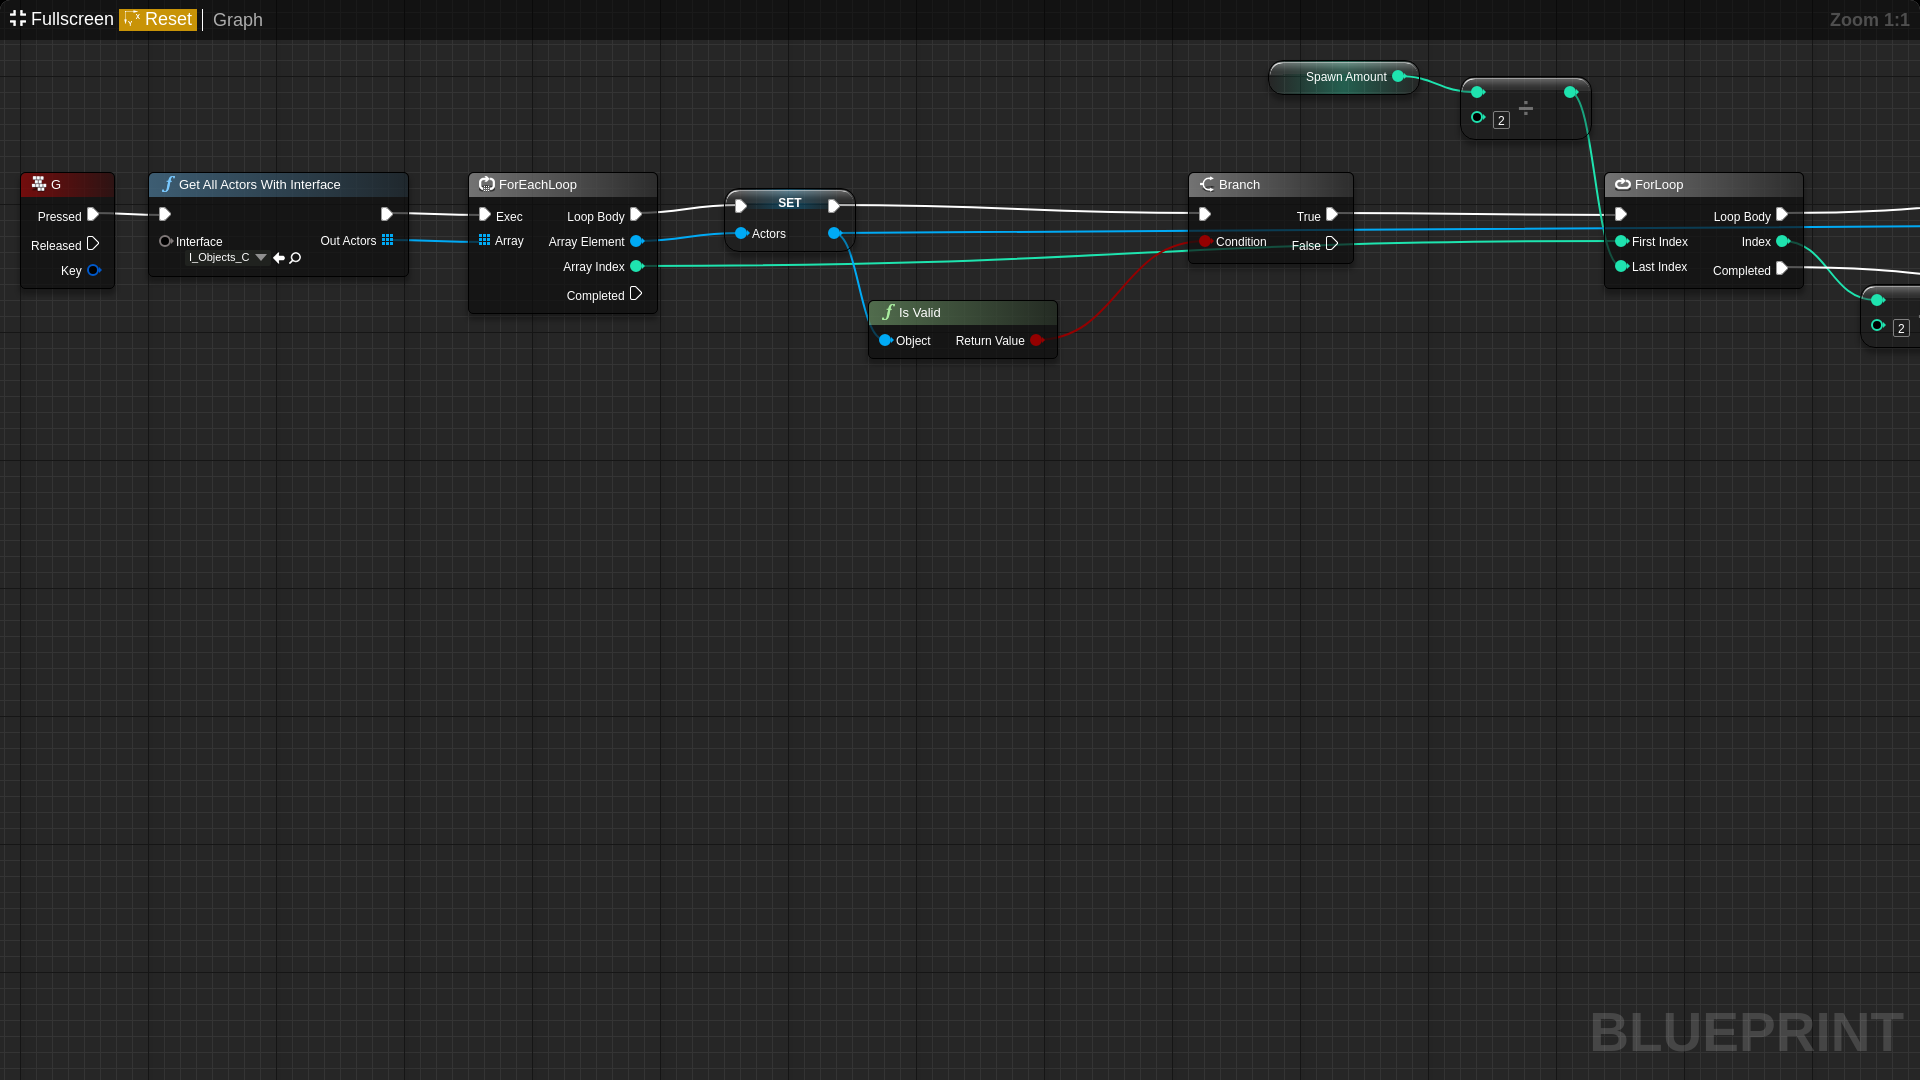 Fullscreen Reset Graph Zoom 1:1
Spawn Amount
2
G
Pressed
Released
Key
Get All Actors With Interface
Interface
I_Objects_C
Out Actors
ForEachLoop
Exec Loop Body
Array Array Element
Array Index
Completed
SET
Actors
Is Valid
Object Return Value
Branch
True
Condition False
ForLoop
Loop Body
First Index Index
Last Index Completed
2
BLUEPRINT